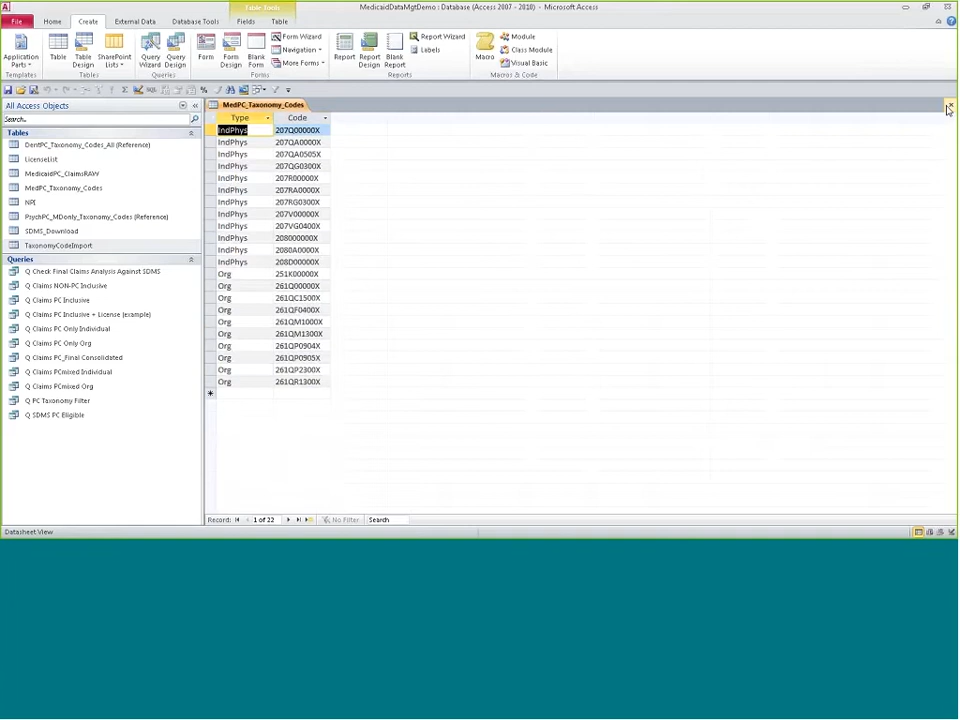 Table Tools
MedicaidDataMgtDemo : Database (Access 2007 - 2010) - Microsoft Access
File Home Create External Data Database Tools Fields Table
Application Parts
Table
Table Design
SharePoint Lists
Query Wizard
Query Design
Form
Form Design
Blank Form
Form Wizard
Navigation
More Forms
Report
Report Design
Blank Report
Report Wizard
Labels
Macro
Module
Class Module
Visual Basic
Templates Tables Queries Forms Reports Macros & Code
All Access Objects
Search...
Tables
DentPC_Taxonomy_Codes_All (Reference)
LicenseList
MedicaidPC_ClaimsRAW
MedPC_Taxonomy_Codes
NPI
PsychPC_MDonly_Taxonomy_Codes (Reference)
SDMS_Download
TaxonomyCodeImport
Queries
Q Check Final Claims Analysis Against SDMS
Q Claims NON-PC Inclusive
Q Claims PC Inclusive
Q Claims PC Inclusive + License (example)
Q Claims PC Only Individual
Q Claims PC Only Org
Q Claims PC_Final Consolidated
Q Claims PCmixed Individual
Q Claims PCmixed Org
Q PC Taxonomy Filter
Q SDMS PC Eligible
MedPC_Taxonomy_Codes
Type Code
IndPhys 207Q00000X
IndPhys 207QA0000X
IndPhys 207QA0505X
IndPhys 207QG0300X
IndPhys 207R00000X
IndPhys 207RA0000X
IndPhys 207RG0300X
IndPhys 207V00000X
IndPhys 207VG0400X
IndPhys 208000000X
IndPhys 2080A0000X
IndPhys 208D00000X
Org 251K00000X
Org 261Q00000X
Org 261QC1500X
Org 261QF0400X
Org 261QM1000X
Org 261QM1300X
Org 261QP0904X
Org 261QP0905X
Org 261QP2300X
Org 261QR1300X
Record: 1 of 22 No Filter Search
Datasheet View